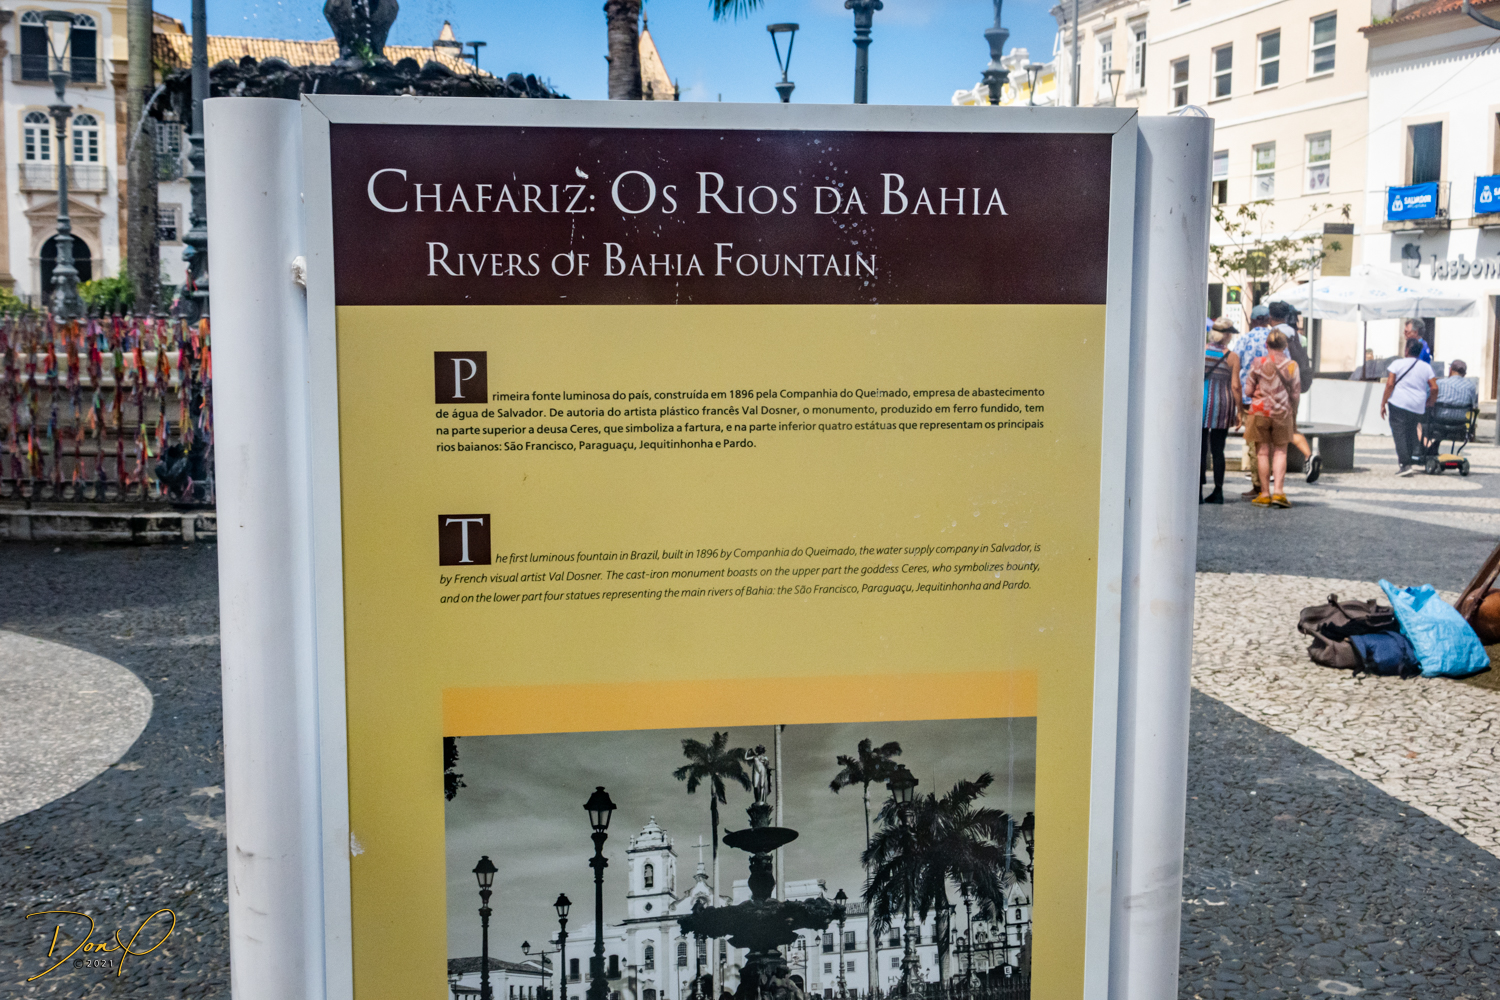 CHAFARIZ: OS RIOS DA BAHIA
RIVERS OF BAHIA FOUNTAIN
Primeira fonte luminosa do país, construída em 1896 pela Companhia do Queimado, empresa de abastecimento
de água de Salvador. De autoria do artista plástico francês Val Dosner, o monumento, produzido em ferro fundido, tem
na parte superior a deusa Ceres, que simboliza a fartura, e na parte inferior quatro estátuas que representam os principais
rios baianos: São Francisco, Paraguaçu, Jequitinhonha e Pardo.
The first luminous fountain in Brazil, built in 1896 by Companhia do Queimado, the water supply company in Salvador, is
by French visual artist Val Dosner. The cast-iron monument boasts on the upper part the goddess Ceres, who symbolizes bounty,
and on the lower part four statues representing the main rivers of Bahia: the São Francisco, Paraguaçu, Jequitinhonha and Pardo.
SALVADOR
lasboni
Don P
©2021